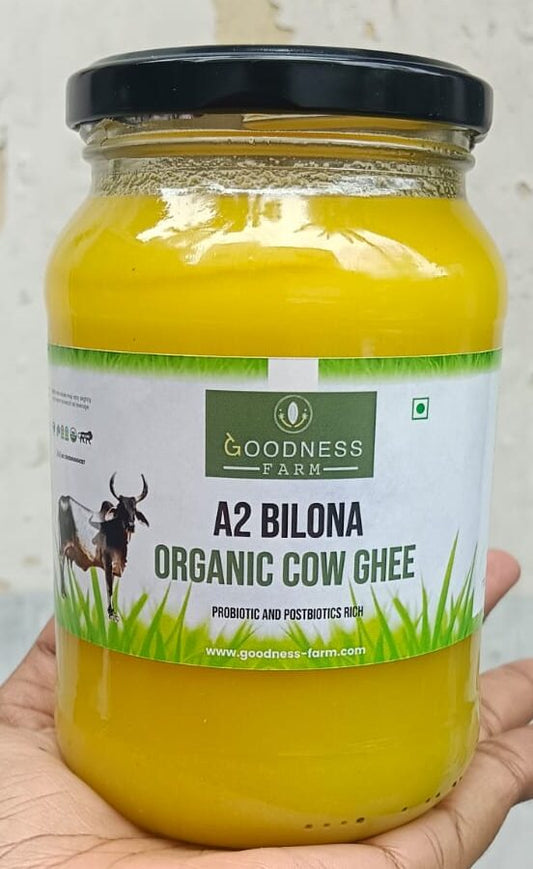 GOODNESS
FARM
A2 BILONA
ORGANIC COW GHEE
PROBIOTIC AND POSTBIOTICS RICH
www.goodness-farm.com